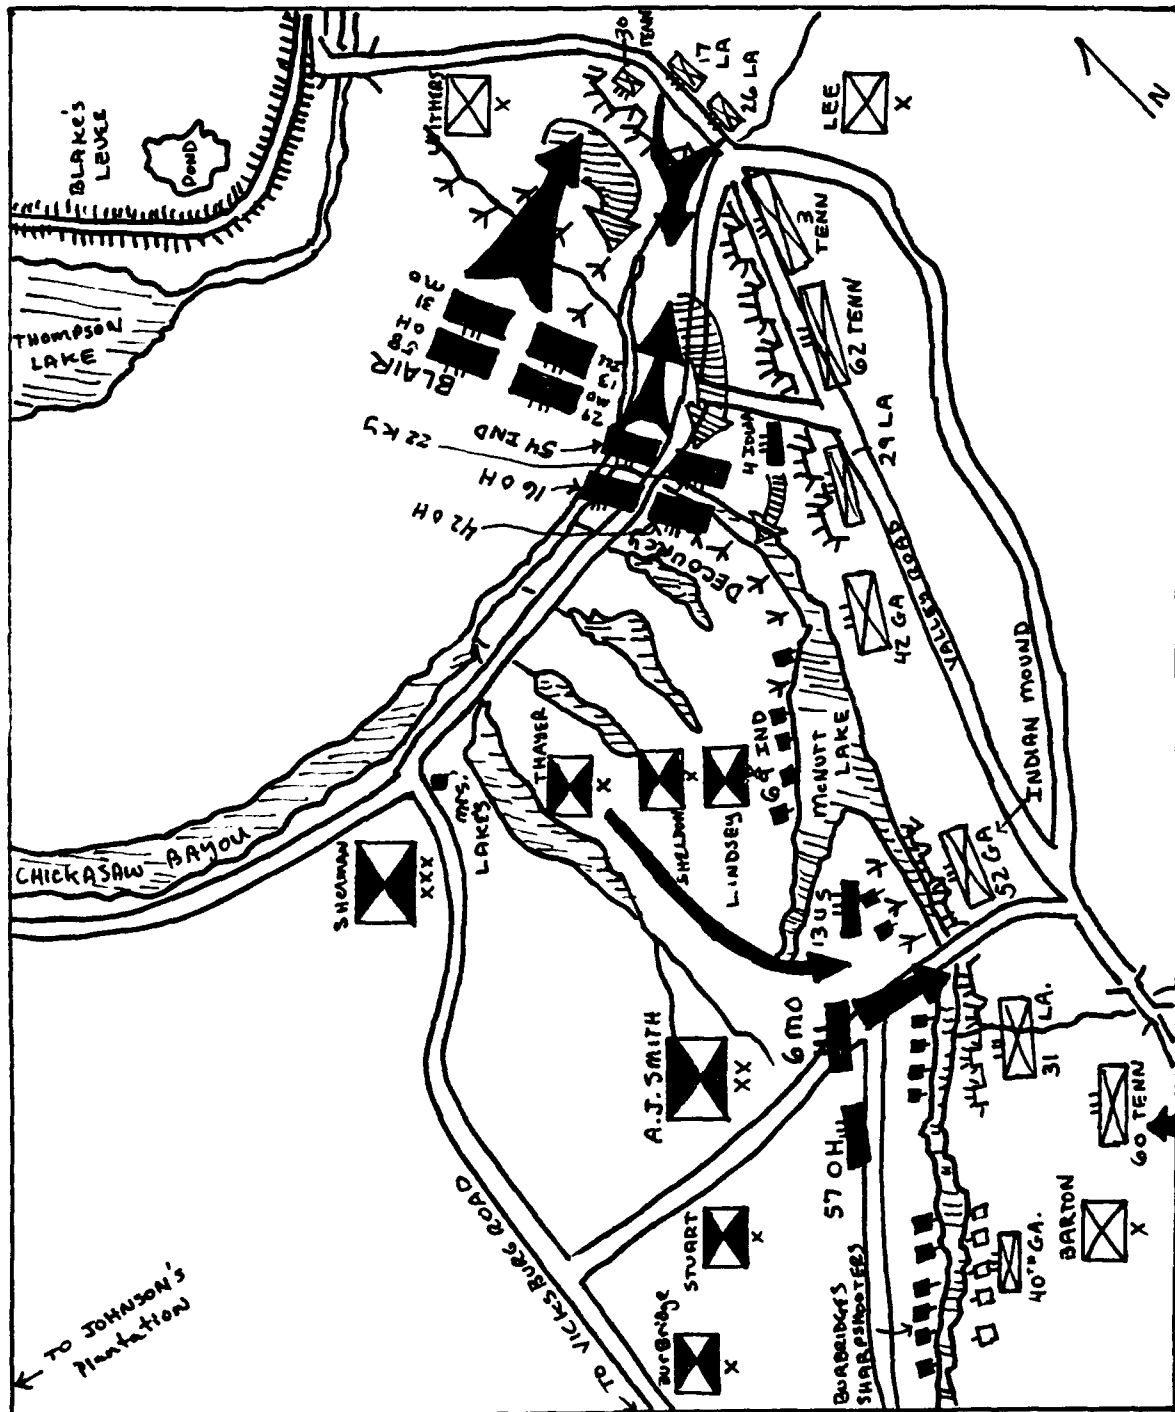 30
TENN
17
LA
26 LA
N
WITHERS
X
LEE
X
BLAKE'S
LEVEE
POND
3
TENN
62 TENN
THOMPSON
LAKE
31
MO
58
OH
BLAIR
13
ILL
29
MO
54 IND
22 KY
16 OH
42 OH
DECOURCY
4 IOWA
29 LA
42 GA
VALLEY ROAD
INDIAN MOUND
THAYER
X
SHELDON
X
LINDSEY
X
69 IND
McNUTT
LAKE
MRS.
LAKE'S
CHICKASAW BAYOU
SHERMAN
XXX
52 GA
13 US
6 MO
31
LA.
A.J. SMITH
XX
57 OH
60 TENN
STUART
X
BARTON
X
40TH GA.
BURBRIDGE
X
BURBRIDGES
SHARPSHOOTERS
TO VICKSBURG ROAD
TO JOHNSON'S
Plantation